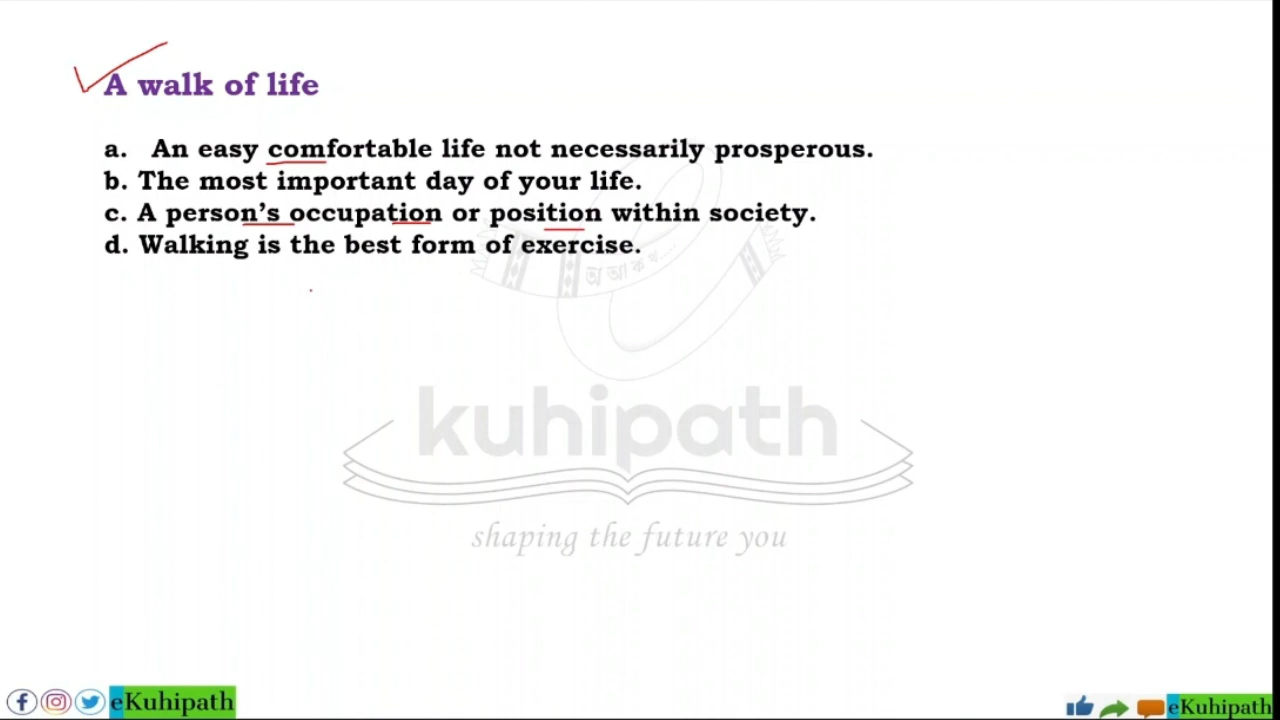 A walk of life
a. An easy comfortable life not necessarily prosperous.
b. The most important day of your life.
c. A person’s occupation or position within society.
d. Walking is the best form of exercise.
অ আ ক খ....
kuhipath
shaping the future you
eKuhipath
eKuhipath